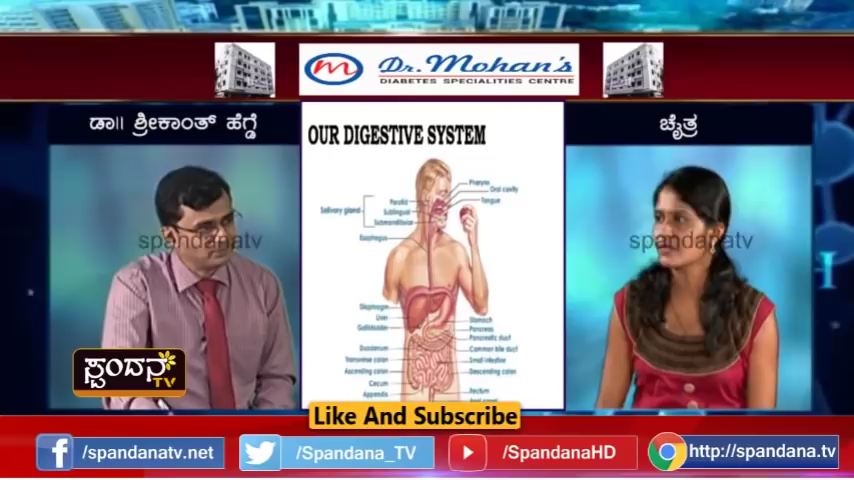 m Dr. Mohan's
DIABETES SPECIALITIES CENTRE
ಡಾ|| ಶ್ರೀಕಾಂತ್ ಹೆಗ್ಡೆ
ಚೈತ್ರ
OUR DIGESTIVE SYSTEM
Pharynx
Oral cavity
Tongue
Salivary gland
Parotid
Sublingual
Submandibular
Esophagus
spandanatv
spandanatv
Diaphragm
Liver
Gallbladder
Duodenum
Transverse colon
Ascending colon
Cecum
Appendix
Stomach
Pancreas
Pancreatic duct
Common bile duct
Small intestine
Descending colon
Rectum
H
ಸ್ಪಂದನ TV
Like And Subscribe
f /spandanatv.net
/Spandana_TV
/SpandanaHD
http://spandana.tv